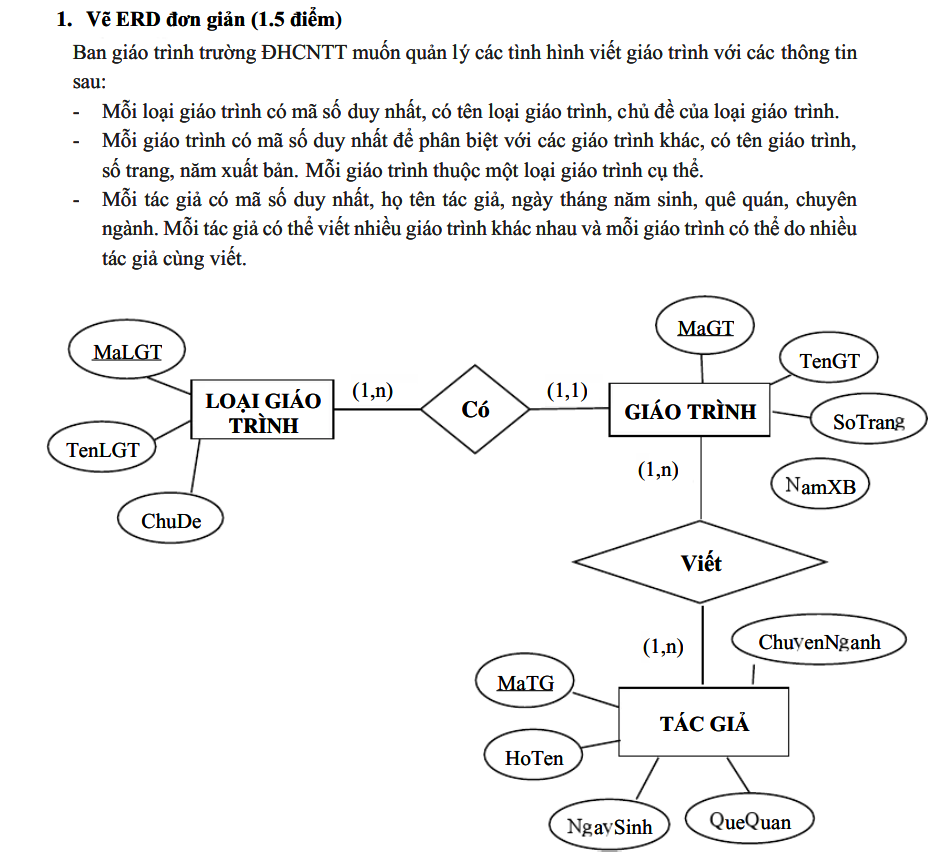 1. Vẽ ERD đơn giản (1.5 điểm)
Ban giáo trình trường ĐHCNTT muốn quản lý các tình hình viết giáo trình với các thông tin
sau:
- Mỗi loại giáo trình có mã số duy nhất, có tên loại giáo trình, chủ đề của loại giáo trình.
- Mỗi giáo trình có mã số duy nhất để phân biệt với các giáo trình khác, có tên giáo trình,
số trang, năm xuất bản. Mỗi giáo trình thuộc một loại giáo trình cụ thể.
- Mỗi tác giả có mã số duy nhất, họ tên tác giả, ngày tháng năm sinh, quê quán, chuyên
ngành. Mỗi tác giả có thể viết nhiều giáo trình khác nhau và mỗi giáo trình có thể do nhiều
tác giả cùng viết.
MaGT
MaLGT
TenGT
LOẠI GIÁO
TRÌNH
(1,n)
Có
(1,1)
GIÁO TRÌNH
SoTrang
TenLGT
(1,n)
NamXB
ChuDe
Viết
(1,n)
ChuyenNganh
MaTG
TÁC GIẢ
HoTen
NgaySinh
QueQuan